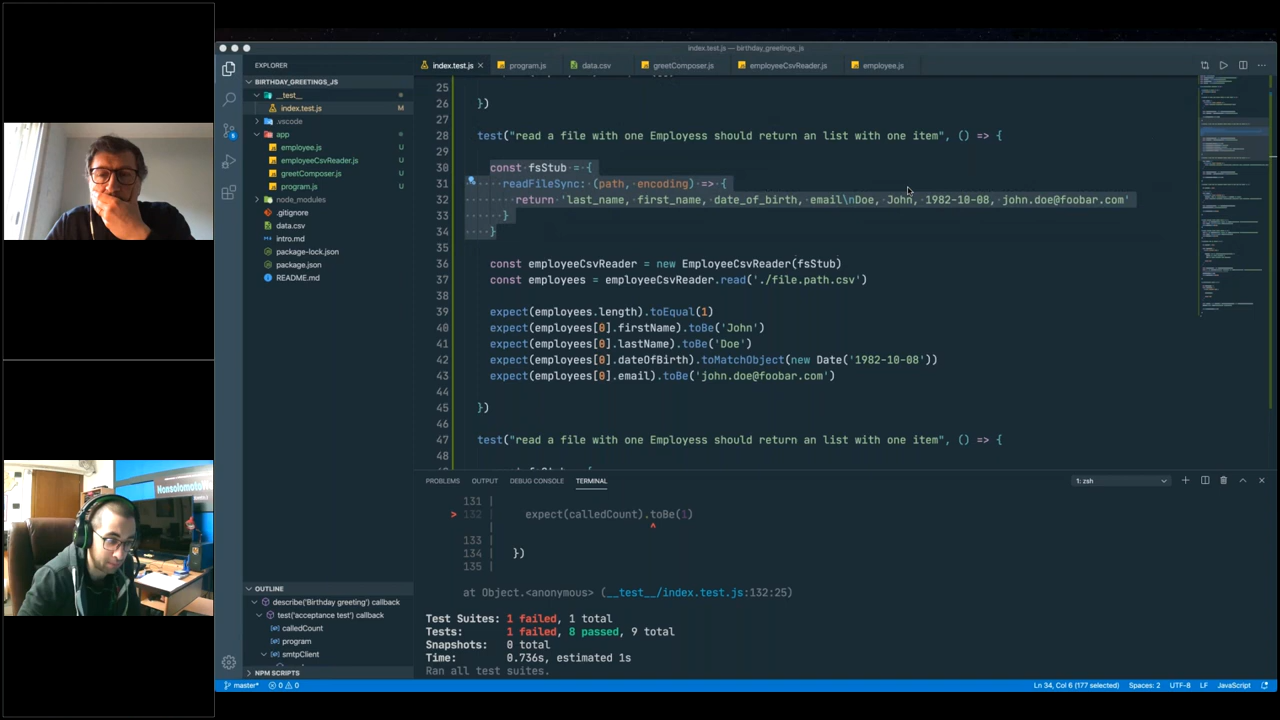 index.test.js — birthday_greetings_js
EXPLORER
index.test.js
program.js
data.csv
greetComposer.js
employeeCsvReader.js
employee.js
BIRTHDAY_GREETINGS_JS
__test__
index.test.js M
.vscode
app
employee.js U
employeeCsvReader.js U
greetComposer.js U
program.js U
node_modules
.gitignore
data.csv
intro.md
package-lock.json
package.json
README.md
25
26 })
27
28 test("read a file with one Employess should return an list with one item", () => {
30 const fsStub = {
31 readFileSync: (path, encoding) => {
32 return 'last_name, first_name, date_of_birth, email\nDoe, John, 1982-10-08, john.doe@foobar.com'
33 }
34 }
35
36 const employeeCsvReader = new EmployeeCsvReader(fsStub)
37 const employees = employeeCsvReader.read('./file.path.csv')
38
39 expect(employees.length).toEqual(1)
40 expect(employees[0].firstName).toBe('John')
41 expect(employees[0].lastName).toBe('Doe')
42 expect(employees[0].dateOfBirth).toMatchObject(new Date('1982-10-08'))
43 expect(employees[0].email).toBe('john.doe@foobar.com')
44
45 })
46
47 test("read a file with one Employess should return an list with one item", () => {
48
PROBLEMS OUTPUT DEBUG CONSOLE TERMINAL
1: zsh
131 |
> 132 | expect(calledCount).toBe(1)
| ^
133 |
134 | })
135 |
at Object.<anonymous> (__test__/index.test.js:132:25)
Test Suites: 1 failed, 1 total
Tests: 1 failed, 8 passed, 9 total
Snapshots: 0 total
Time: 0.736s, estimated 1s
Ran all test suites.
OUTLINE
describe('Birthday greeting') callback
test('acceptance test') callback
calledCount
program
smtpClient
NPM SCRIPTS
master*
0 0
Ln 34, Col 6 (177 selected)
Spaces: 2
UTF-8
LF
JavaScript